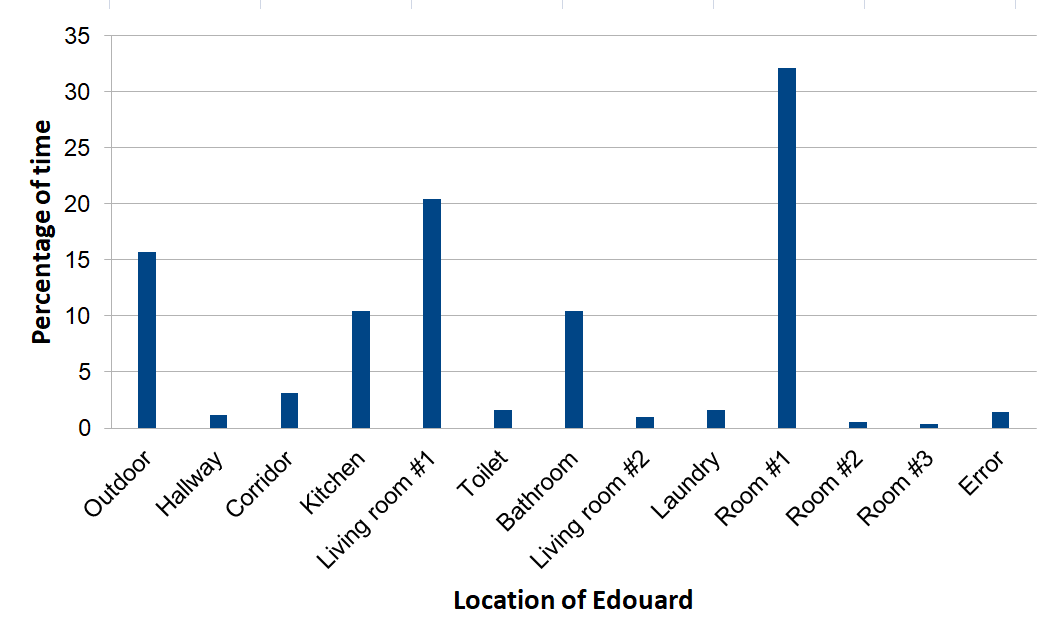 35
30
25
20
15
10
5
0
Percentage of time
Outdoor
Hallway
Corridor
Kitchen
Living room #1
Toilet
Bathroom
Living room #2
Laundry
Room #1
Room #2
Room #3
Error
Location of Edouard